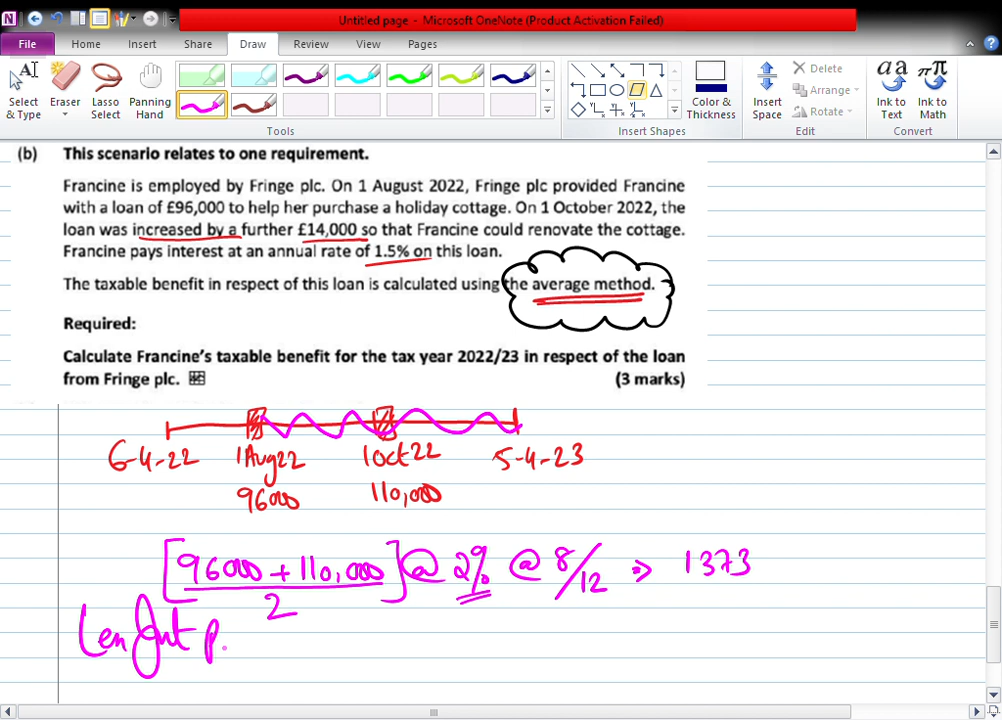 Untitled page - Microsoft OneNote (Product Activation Failed)
File Home Insert Share Draw Review View Pages
Select & Type Eraser Lasso Select Panning Hand
Color & Thickness Insert Space Delete Arrange Rotate Ink to Text Ink to Math
Tools Insert Shapes Edit Convert
(b) This scenario relates to one requirement.
Francine is employed by Fringe plc. On 1 August 2022, Fringe plc provided Francine
with a loan of £96,000 to help her purchase a holiday cottage. On 1 October 2022, the
loan was increased by a further £14,000 so that Francine could renovate the cottage.
Francine pays interest at an annual rate of 1.5% on this loan.
The taxable benefit in respect of this loan is calculated using the average method.
Required:
Calculate Francine's taxable benefit for the tax year 2022/23 in respect of the loan
from Fringe plc.
(3 marks)
6-4-22 1Aug22 1Oct22 5-4-23
96000 110,000
[96000 + 110,000] @ 2% @ 8/12 => 1373
2
Int p